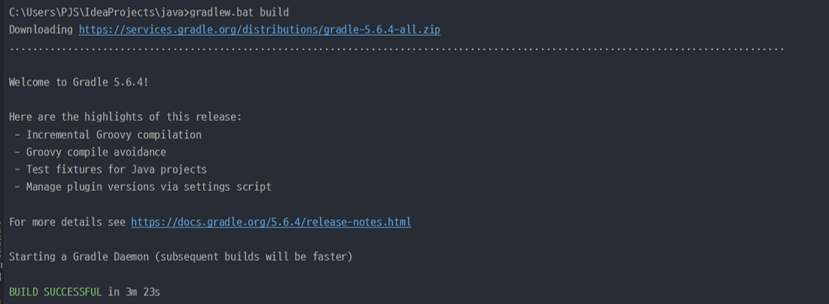 C:\Users\PJS\IdeaProjects\java>gradlew.bat build
Downloading https://services.gradle.org/distributions/gradle-5.6.4-all.zip
.........................................................................................................................................
Welcome to Gradle 5.6.4!
Here are the highlights of this release:
- Incremental Groovy compilation
- Groovy compile avoidance
- Test fixtures for Java projects
- Manage plugin versions via settings script
For more details see https://docs.gradle.org/5.6.4/release-notes.html
Starting a Gradle Daemon (subsequent builds will be faster)
BUILD SUCCESSFUL in 3m 23s